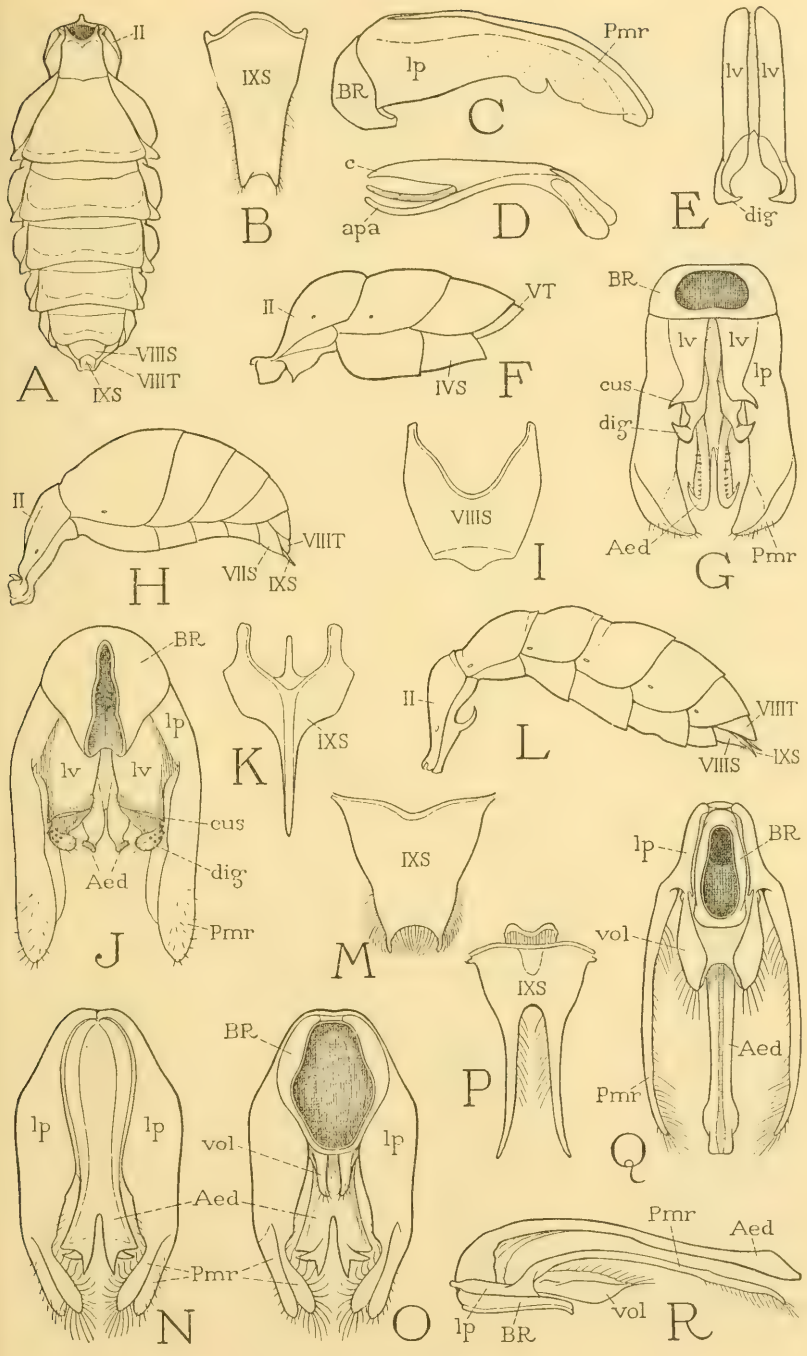 II
VIIIS
VIIIT
IXS
A
IXS
B
Pmr
lp
BR
C
c
apa
D
lv
lv
dig
E
II
VT
IVS
F
BR
lv
lv
lp
cus
dig
Aed
Pmr
G
II
VIIIT
VIIS
IXS
H
VIIIS
I
BR
lp
lv
lv
cus
Aed
dig
Pmr
J
IXS
K
II
VIIIT
VIIIS
IXS
L
IXS
M
IXS
P
lp
BR
vol
Aed
Pmr
Q
lp
lp
Aed
Pmr
N
BR
vol
lp
O
Pmr
Aed
lp
BR
vol
R